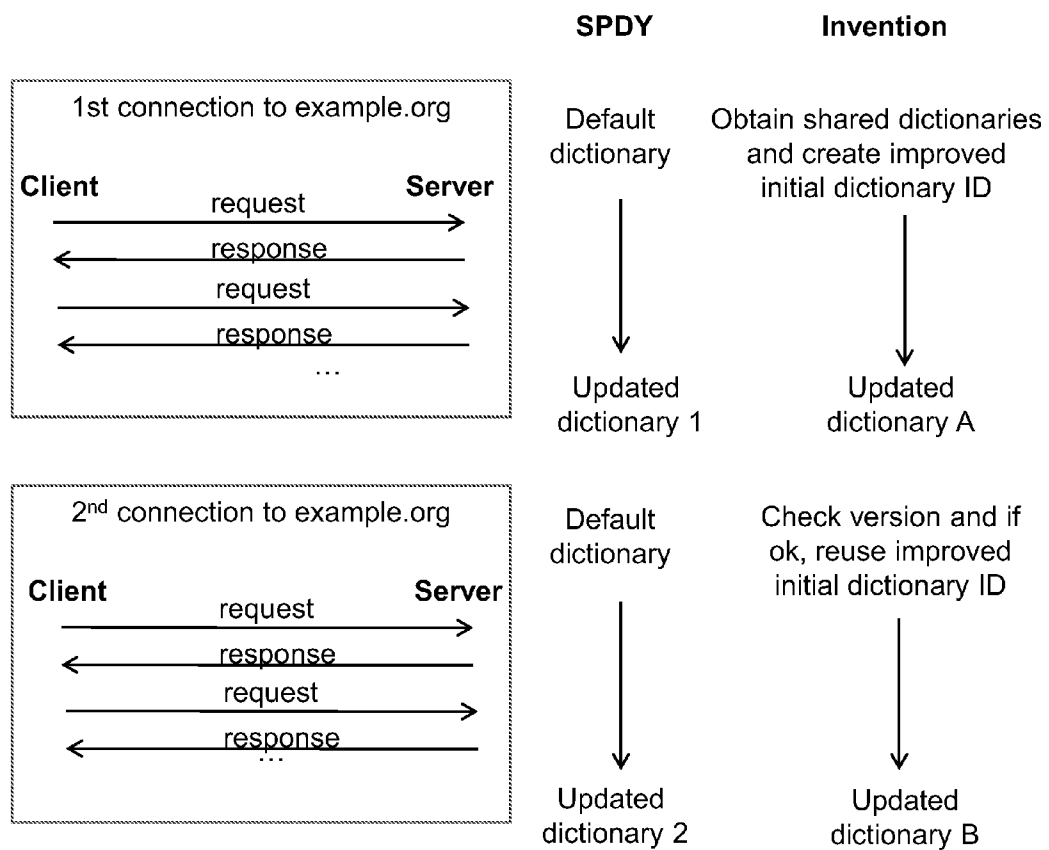 SPDY Invention
1st connection to example.org
Client Server
request
response
request
response
...
Default
dictionary
Obtain shared dictionaries
and create improved
initial dictionary ID
Updated
dictionary 1
Updated
dictionary A
2nd connection to example.org
Client Server
request
response
request
response
...
Default
dictionary
Check version and if
ok, reuse improved
initial dictionary ID
Updated
dictionary 2
Updated
dictionary B